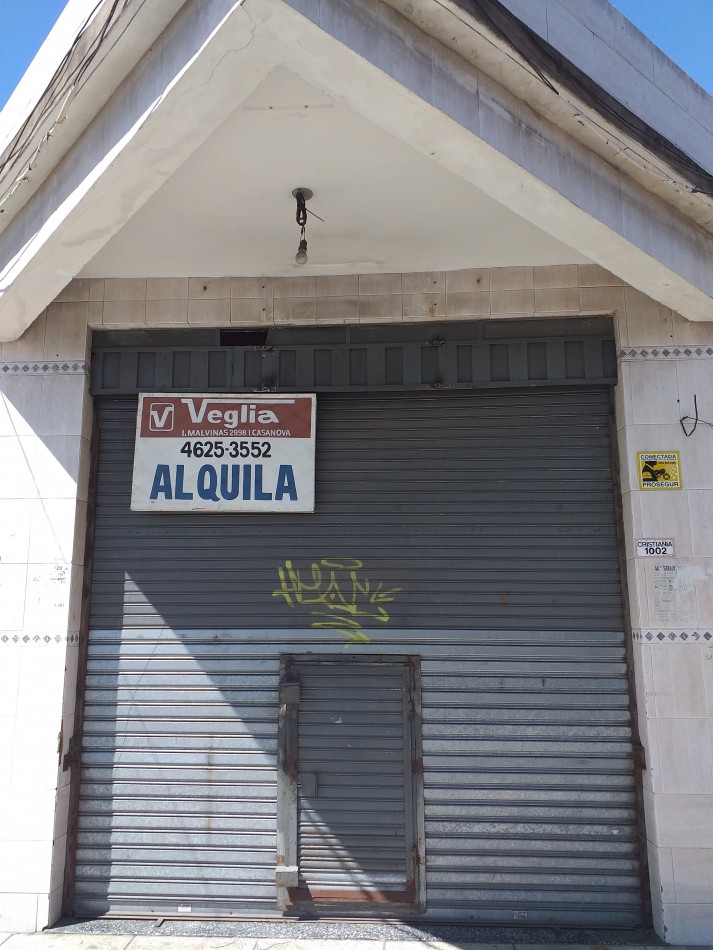 V Veglia
I. MALVINAS 2998 I CASANOVA
4625-3552
ALQUILA
CONECTADA
PROSEGUR
CRISTIANIA
1002